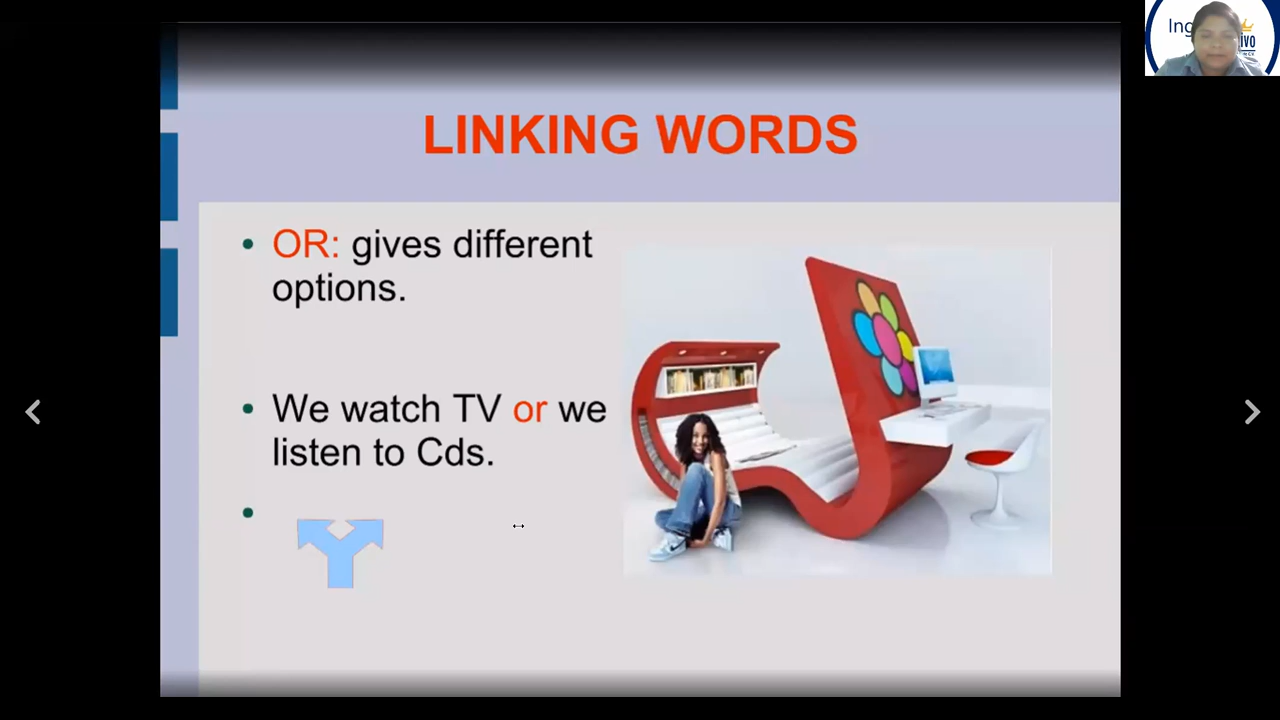 LINKING WORDS
• OR: gives different
options.
• We watch TV or we
listen to Cds.
•